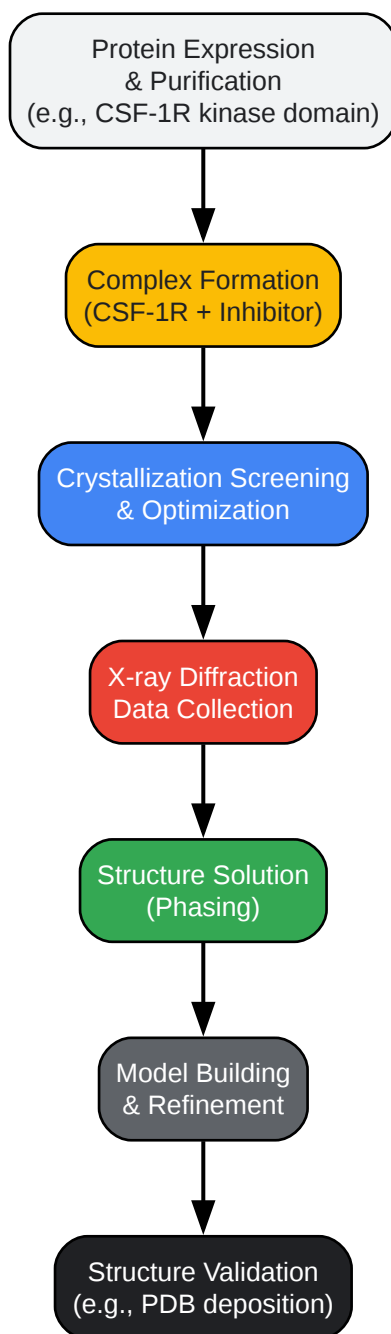 Protein Expression
& Purification
(e.g., CSF-1R kinase domain)
Complex Formation
(CSF-1R + Inhibitor)
Crystallization Screening
& Optimization
X-ray Diffraction
Data Collection
Structure Solution
(Phasing)
Model Building
& Refinement
Structure Validation
(e.g., PDB deposition)